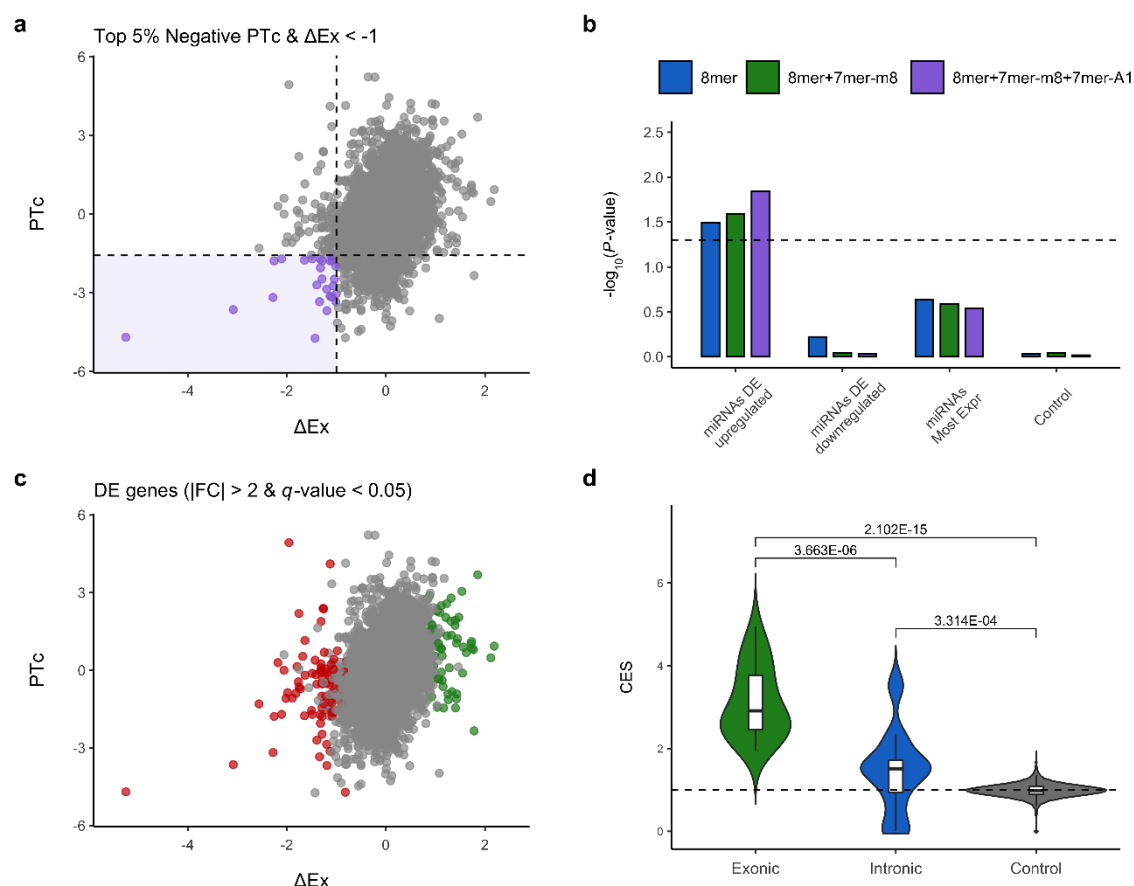 a
Top 5% Negative PTc & ΔEx < -1
6
3
0
-3
-6
PTc
-4
-2
0
2
ΔEx
b
8mer
8mer+7mer-m8
8mer+7mer-m8+7mer-A1
2.5
2.0
1.5
1.0
0.5
0.0
-log10(P-value)
miRNAs DE
upregulated
miRNAs DE
downregulated
miRNAs
Most Expr
Control
c
DE genes (|FC| > 2 & q-value < 0.05)
6
3
0
-3
-6
PTc
-4
-2
0
2
ΔEx
d
2.102E-15
3.663E-06
3.314E-04
6
4
2
0
CES
Exonic
Intronic
Control